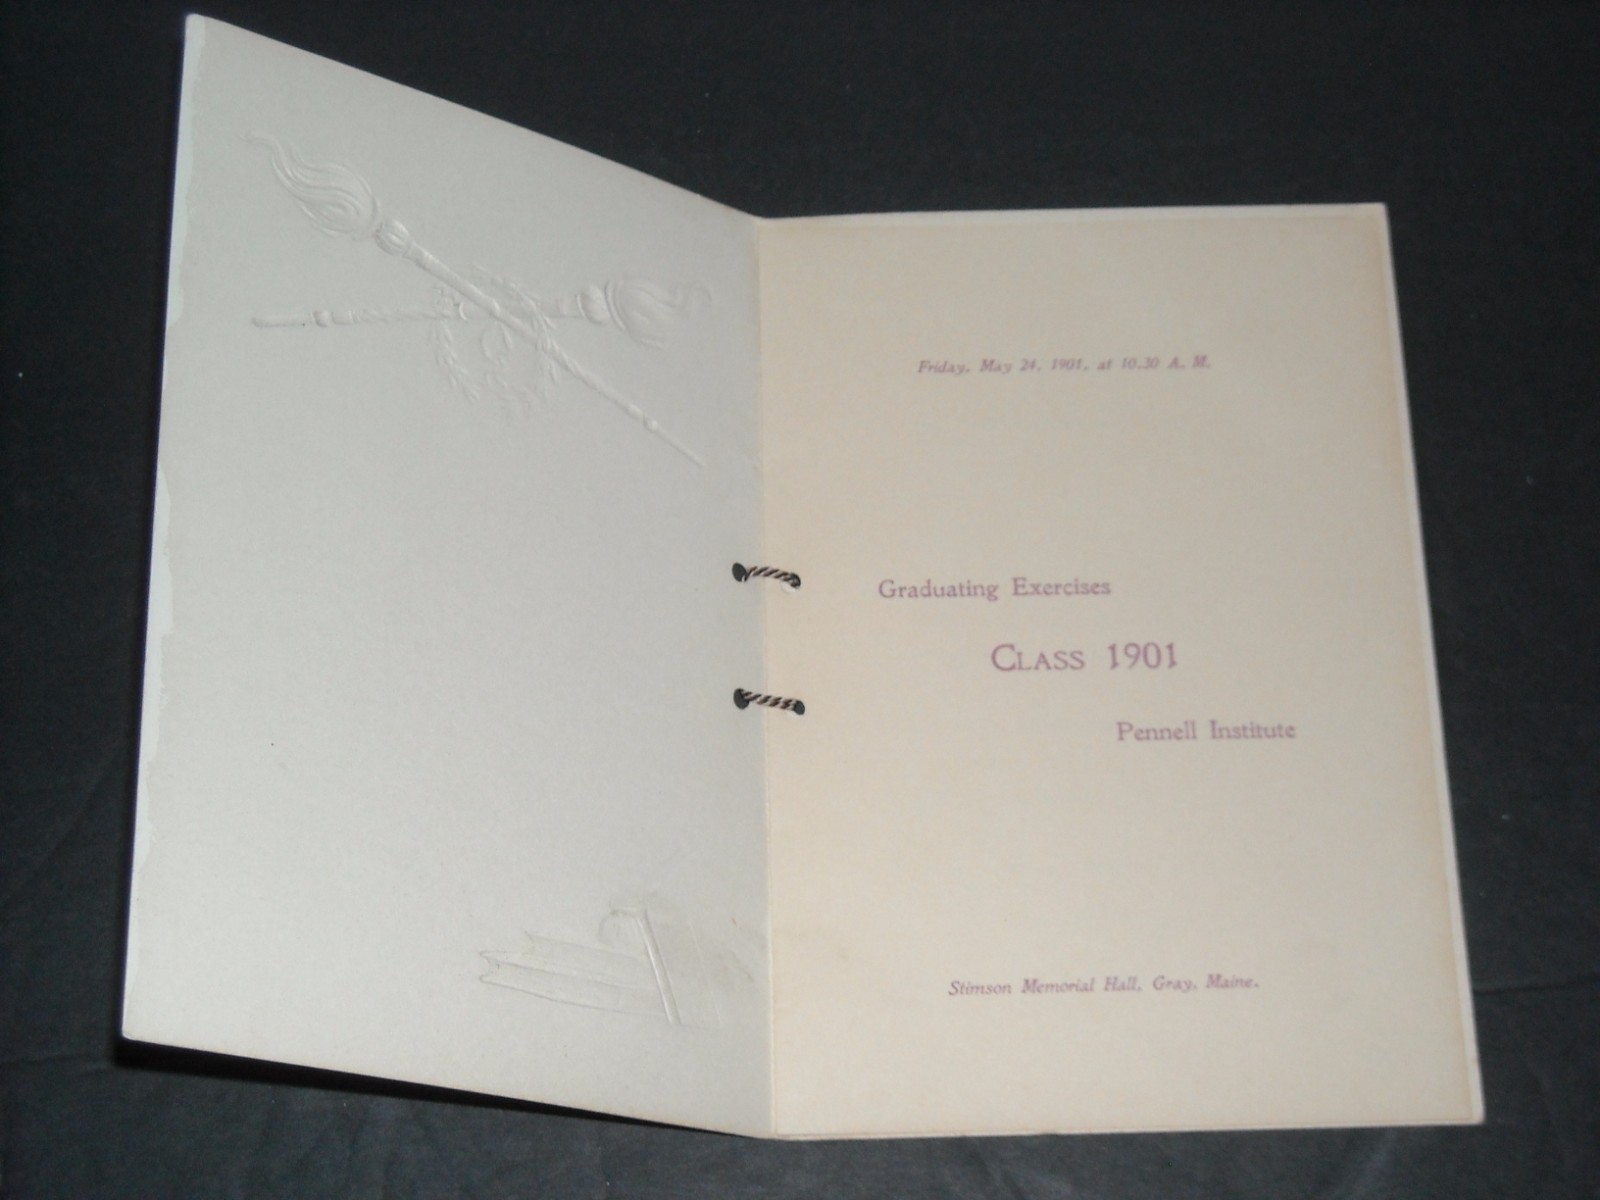 Friday, May 24, 1901, at 10.30 A. M.
Graduating Exercises
CLASS 1901
Pennell Institute
Stimson Memorial Hall, Gray, Maine.